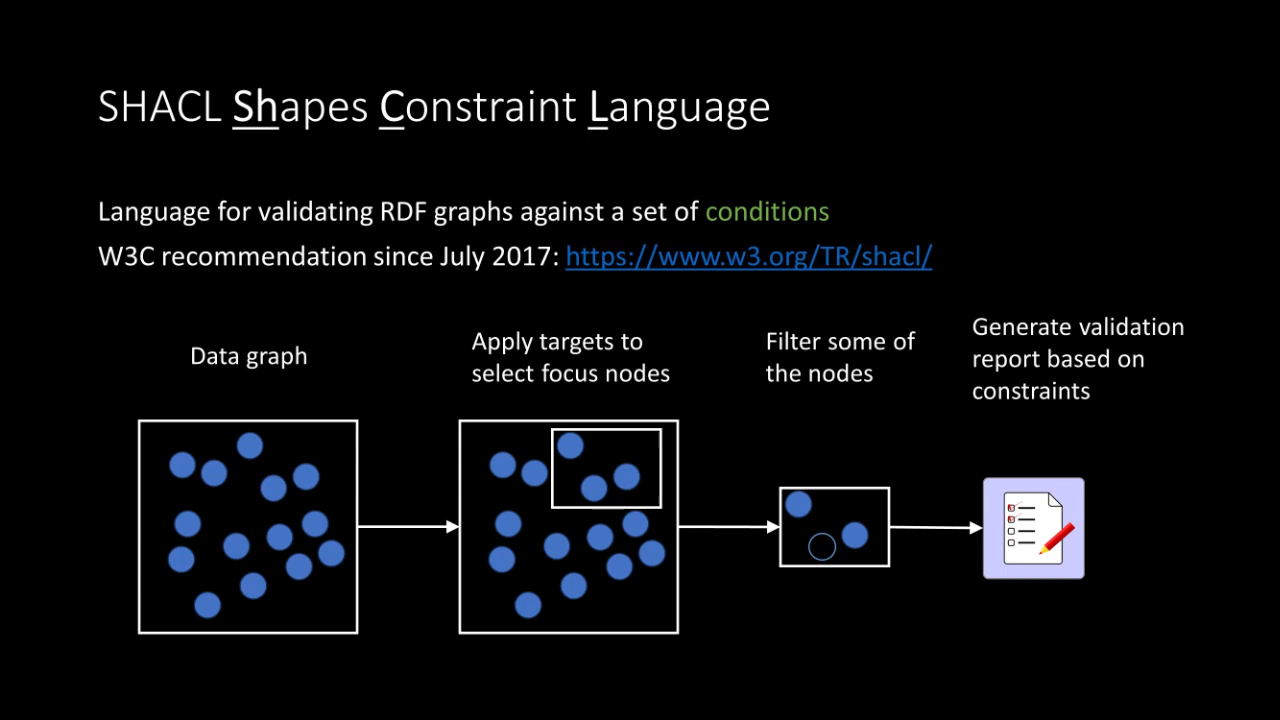 SHACL Shapes Constraint Language
Language for validating RDF graphs against a set of conditions
W3C recommendation since July 2017: https://www.w3.org/TR/shacl/
Data graph
Apply targets to
select focus nodes
Filter some of
the nodes
Generate validation
report based on
constraints